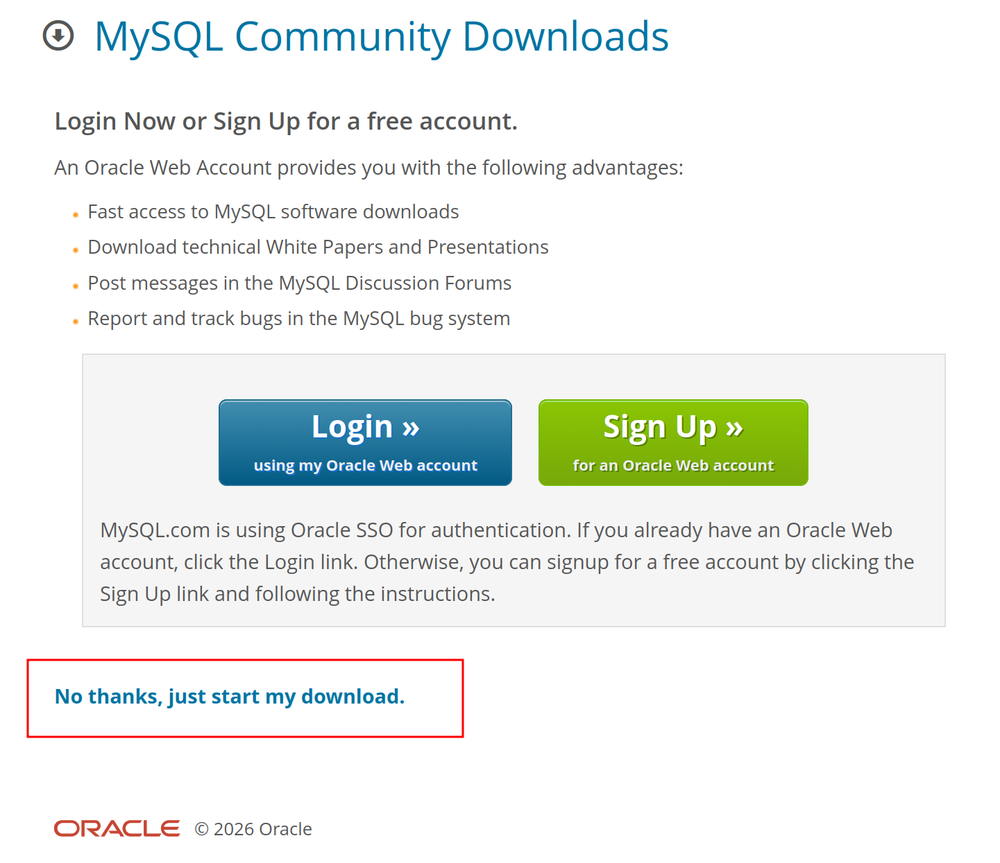 MySQL Community Downloads
Login Now or Sign Up for a free account.
An Oracle Web Account provides you with the following advantages:
Fast access to MySQL software downloads
Download technical White Papers and Presentations
Post messages in the MySQL Discussion Forums
Report and track bugs in the MySQL bug system
Login »
using my Oracle Web account
Sign Up »
for an Oracle Web account
MySQL.com is using Oracle SSO for authentication. If you already have an Oracle Web
account, click the Login link. Otherwise, you can signup for a free account by clicking the
Sign Up link and following the instructions.
No thanks, just start my download.
ORACLE © 2026 Oracle